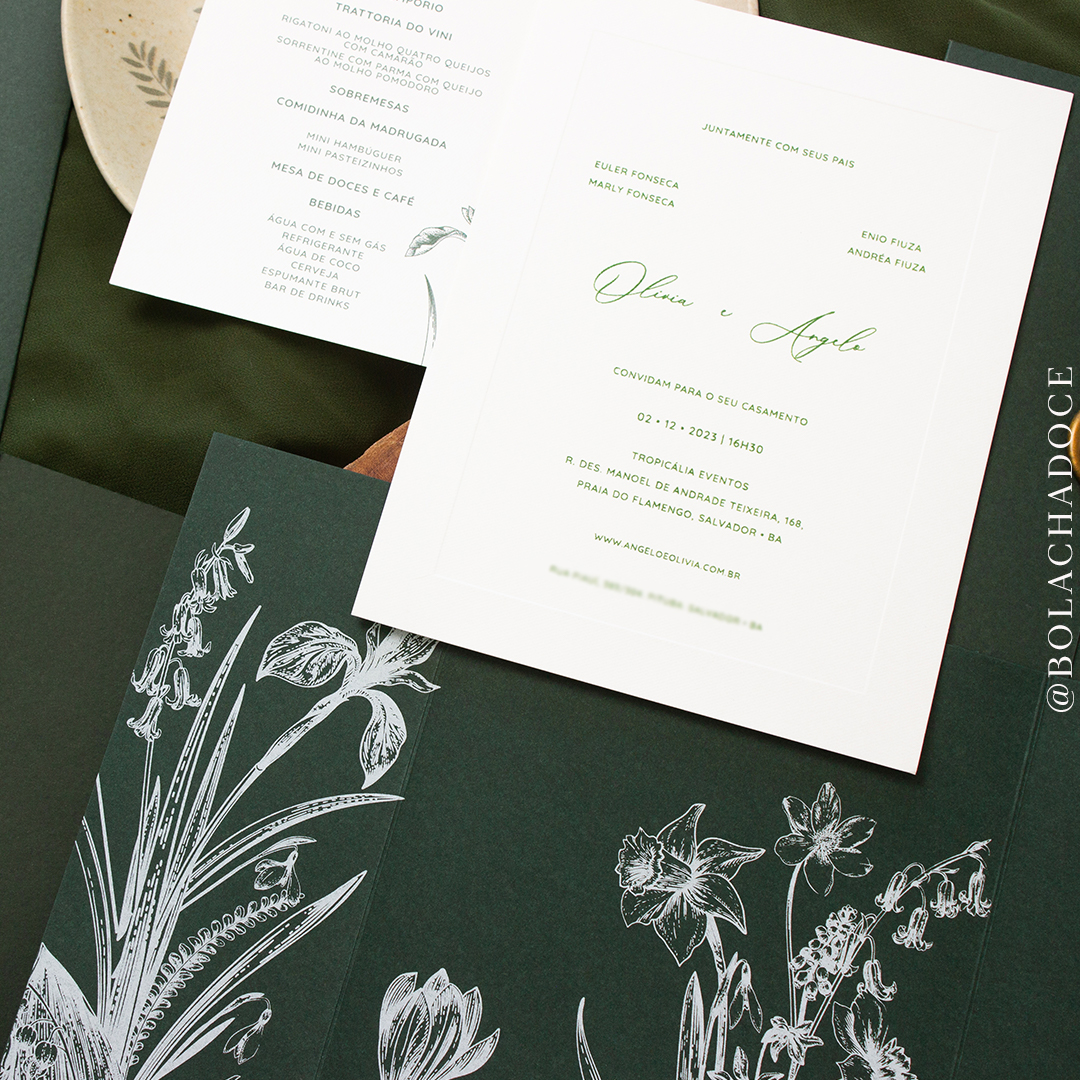 TRATTORIA DO VINI
RIGATONI AO MOLHO QUATRO QUEIJOS
COM CAMARÃO
SORRENTINE COM PARMA COM QUEIJO
AO MOLHO POMODORO
SOBREMESAS
COMIDINHA DA MADRUGADA
MINI HAMBÚGUER
MINI PASTEIZINHOS
MESA DE DOCES E CAFÉ
BEBIDAS
ÁGUA COM E SEM GÁS
REFRIGERANTE
ÁGUA DE COCO
CERVEJA
ESPUMANTE BRUT
BAR DE DRINKS
JUNTAMENTE COM SEUS PAIS
EULER FONSECA
MARLY FONSECA
ENIO FIUZA
ANDRÉA FIUZA
Olivia e Angelo
CONVIDAM PARA O SEU CASAMENTO
02 • 12 • 2023 | 16H30
TROPICÁLIA EVENTOS
R. DES. MANOEL DE ANDRADE TEIXEIRA, 168,
PRAIA DO FLAMENGO, SALVADOR • BA
WWW.ANGELOEOLIVIA.COM.BR
SALVADOR • BA
@BOLACHADOCE